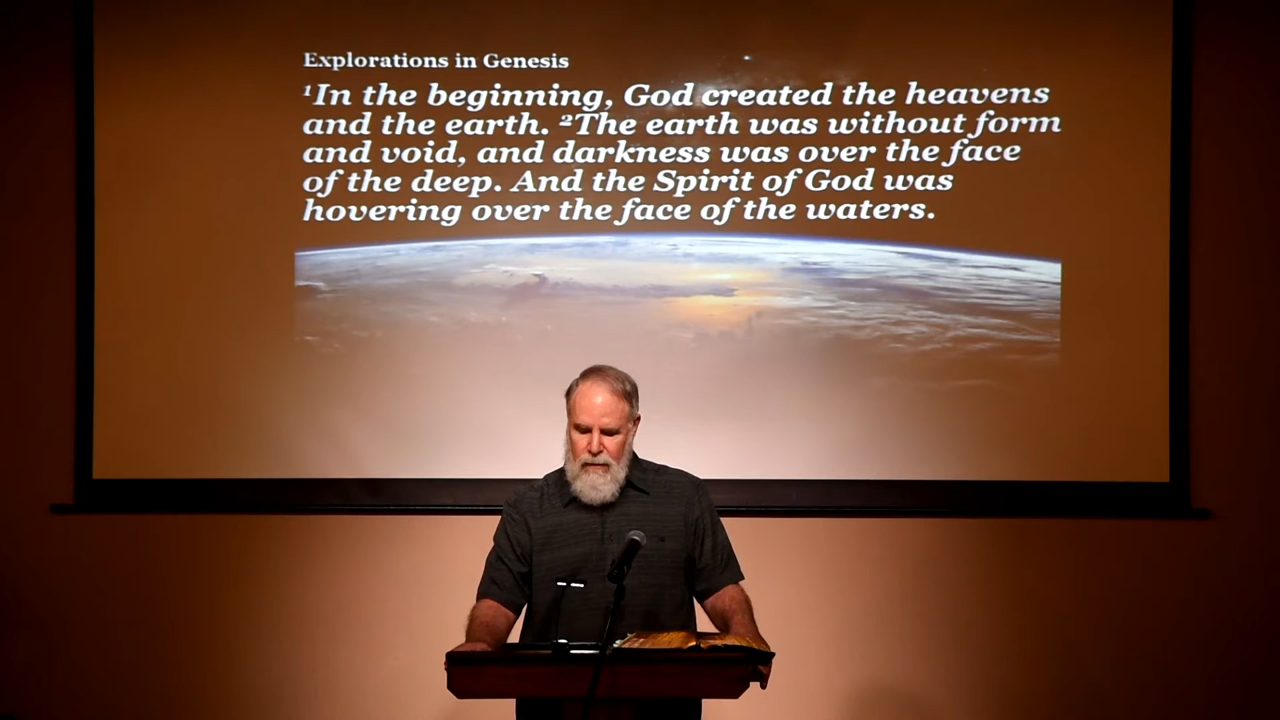 Explorations in Genesis
¹In the beginning, God created the heavens
and the earth. ²The earth was without form
and void, and darkness was over the face
of the deep. And the Spirit of God was
hovering over the face of the waters.